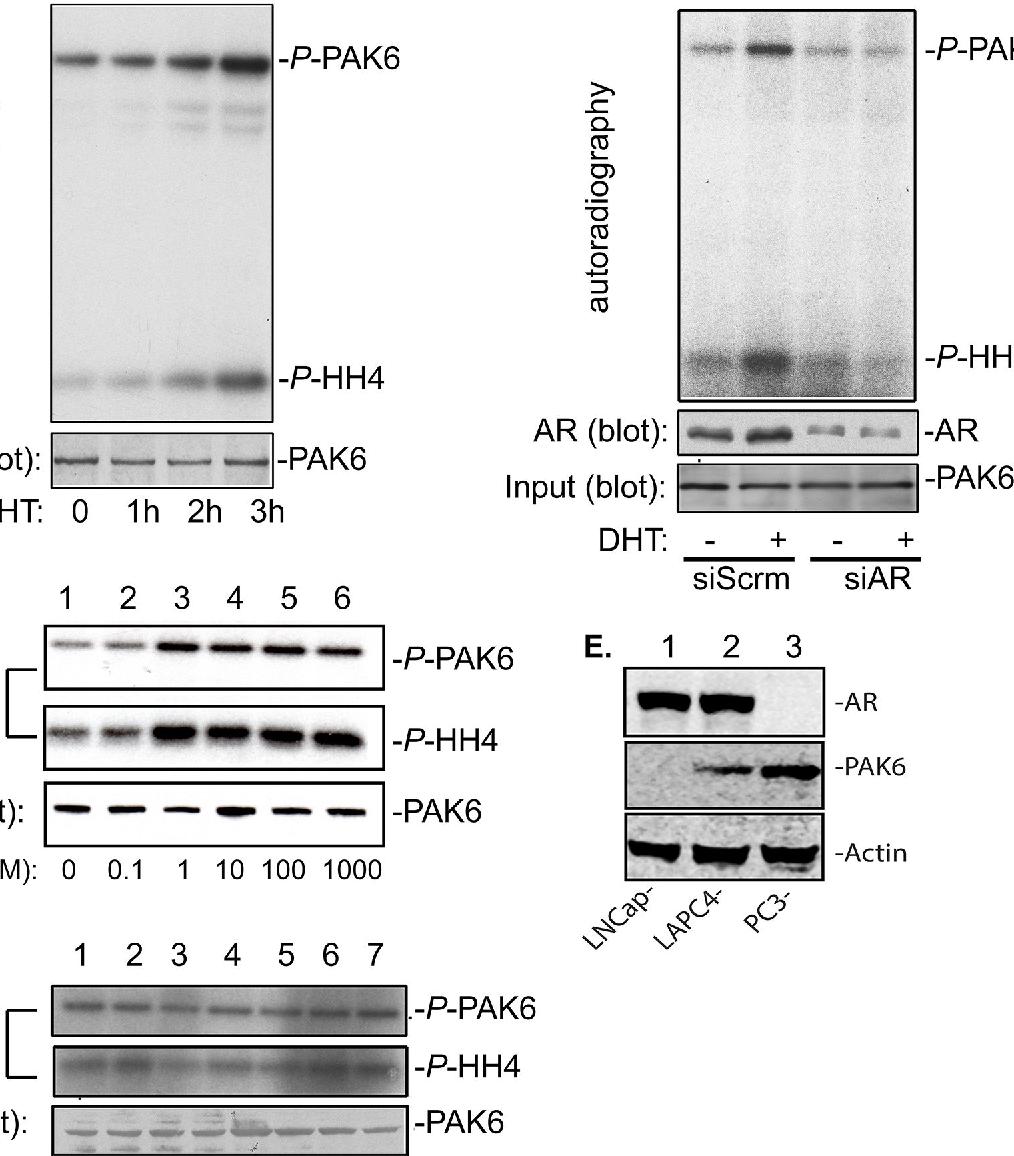 -P-PAK6
-P-HH4
ot): -PAK6
HT: 0 1h 2h 3h
autoradiography
-P-PAK
-P-HH
AR (blot): -AR
Input (blot): -PAK6
DHT: - + - +
siScrm siAR
1 2 3 4 5 6
-P-PAK6
-P-HH4
t): -PAK6
M): 0 0.1 1 10 100 1000
E. 1 2 3
-AR
-PAK6
-Actin
LNCap- LAPC4- PC3-
1 2 3 4 5 6 7
-P-PAK6
-P-HH4
t): -PAK6